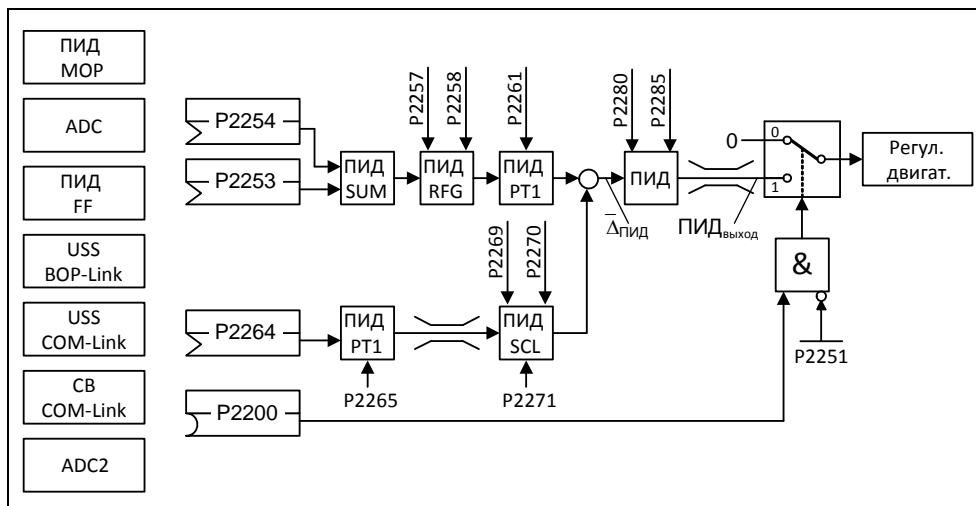 ПИД
MOP
ADC
ПИД
FF
USS
BOP-Link
USS
COM-Link
CB
COM-Link
ADC2
P2254
P2253
P2264
P2200
ПИД
SUM
P2257
P2258
ПИД
RFG
P2261
ПИД
PT1
P2269
P2270
ПИД
PT1
P2265
ПИД
SCL
P2271
Δ̅ПИД
P2280
P2285
ПИД
ПИДвыход
0
0
1
&
P2251
Регул.
двигат.